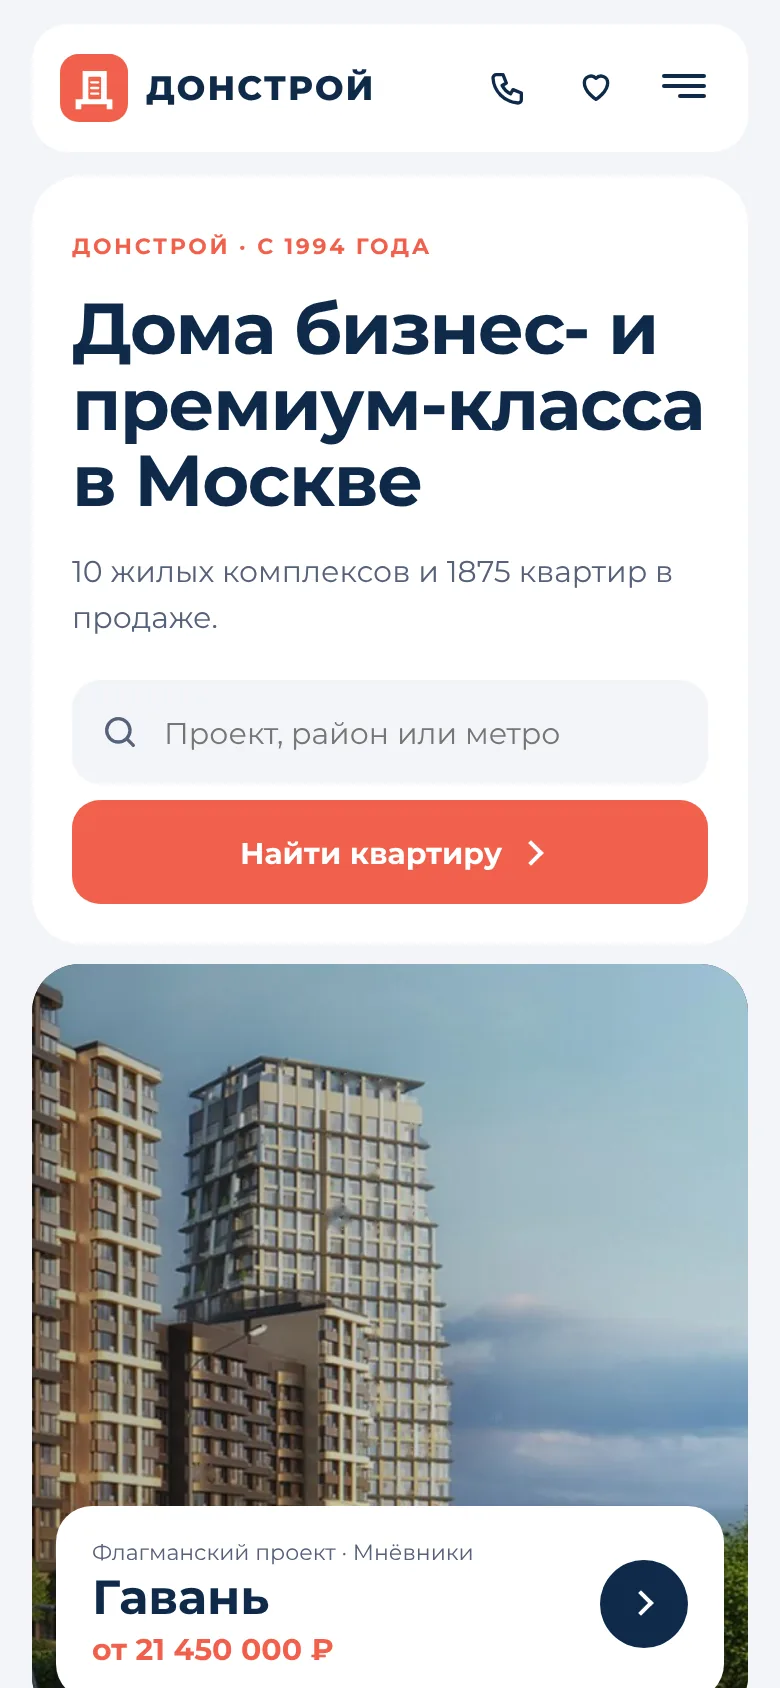 ДОНСТРОЙ
ДОНСТРОЙ · С 1994 ГОДА
Дома бизнес- и
премиум-класса
в Москве
10 жилых комплексов и 1875 квартир в
продаже.
Проект, район или метро
Найти квартиру
Флагманский проект · Мнёвники
Гавань
от 21 450 000 ₽